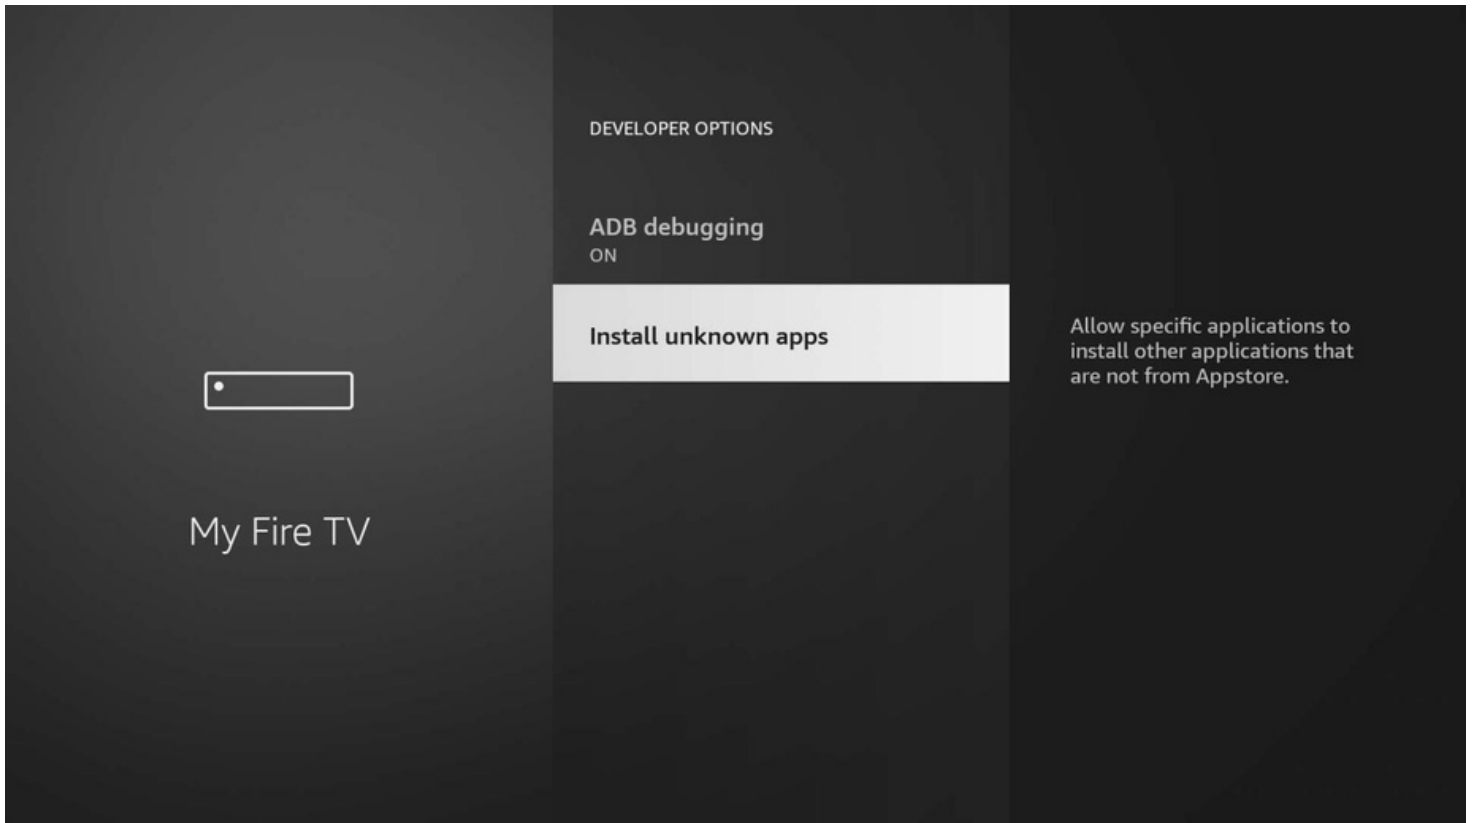 DEVELOPER OPTIONS
ADB debugging
ON
Install unknown apps
Allow specific applications to
install other applications that
are not from Appstore.
My Fire TV